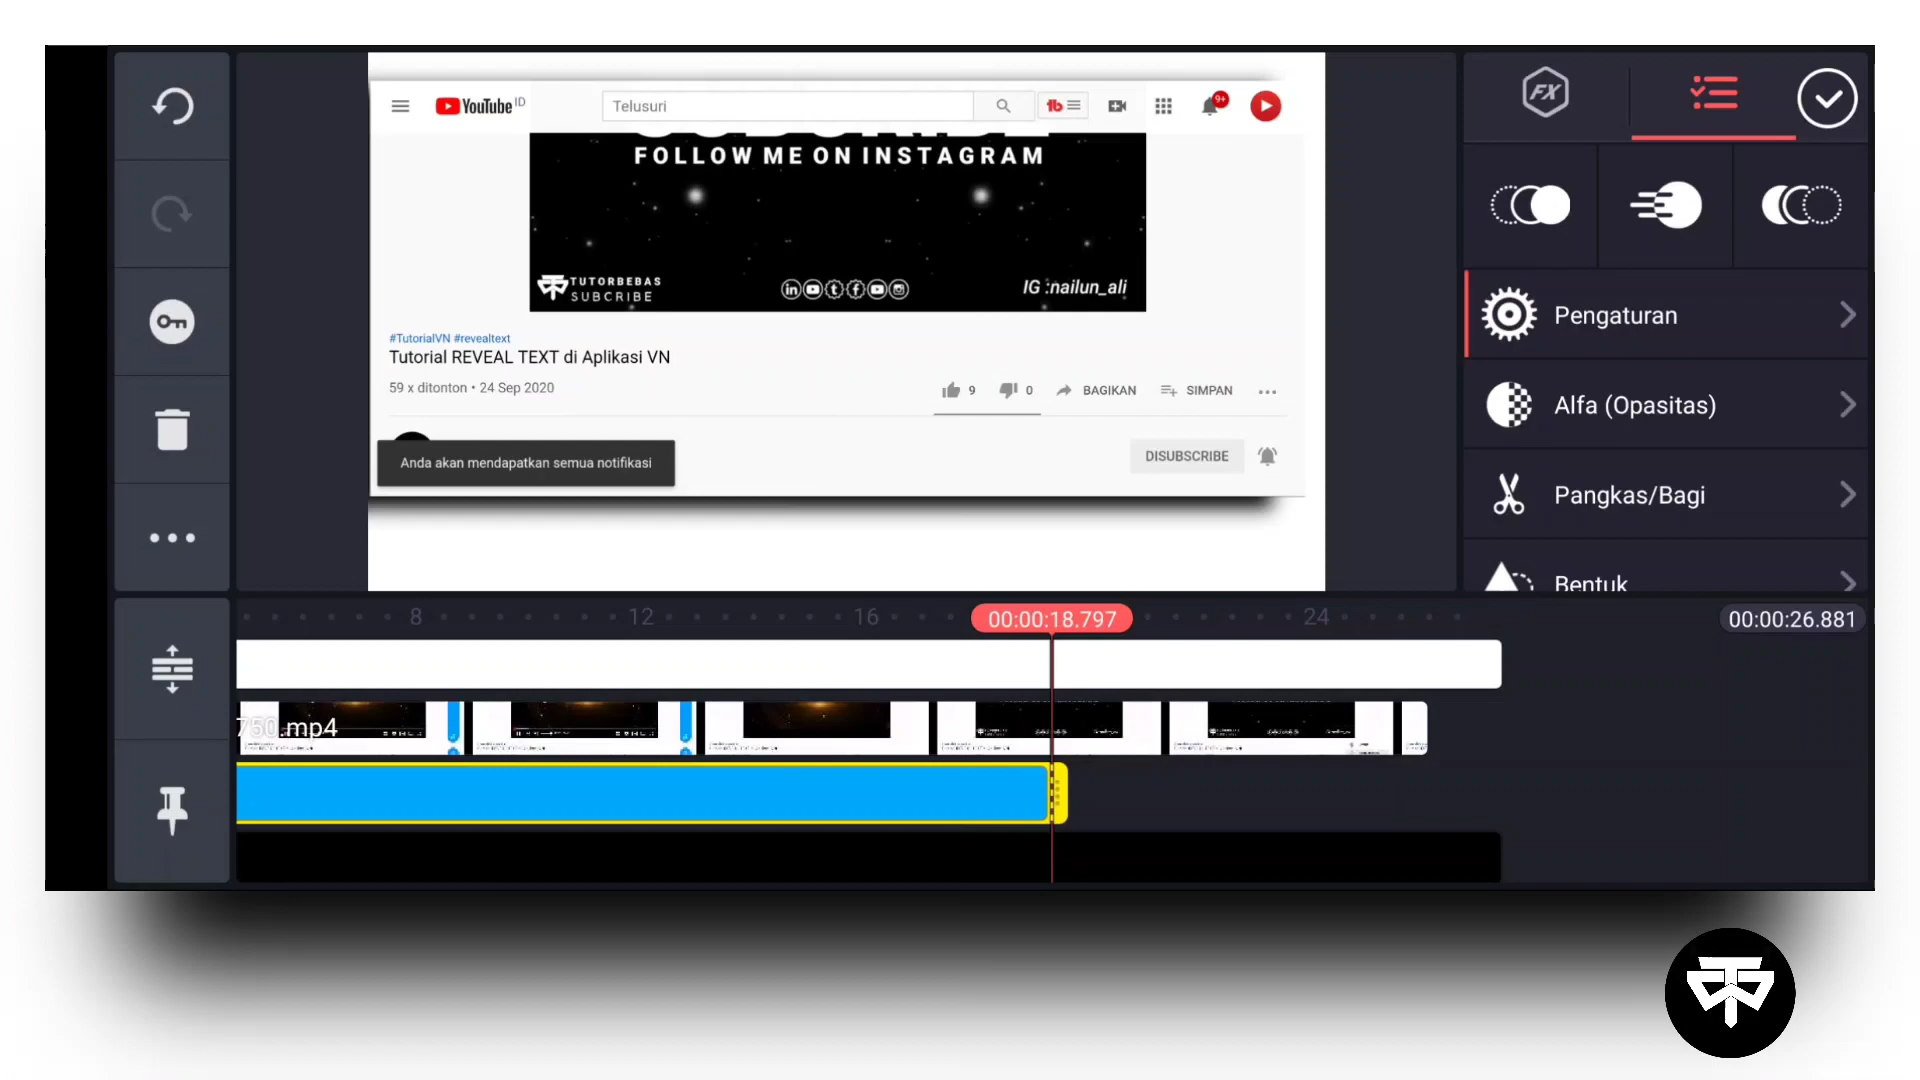 YouTube ID
Telusuri
9+
FOLLOW ME ON INSTAGRAM
TUTORBEBAS
SUBCRIBE
IG :nailun_ali
#TutorialVN #revealtext
Tutorial REVEAL TEXT di Aplikasi VN
59 x ditonton • 24 Sep 2020
9
0
BAGIKAN
SIMPAN
Anda akan mendapatkan semua notifikasi
DISUBSCRIBE
FX
Pengaturan
Alfa (Opasitas)
Pangkas/Bagi
Bentuk
8
12
16
00:00:18.797
24
00:00:26.881
750.mp4